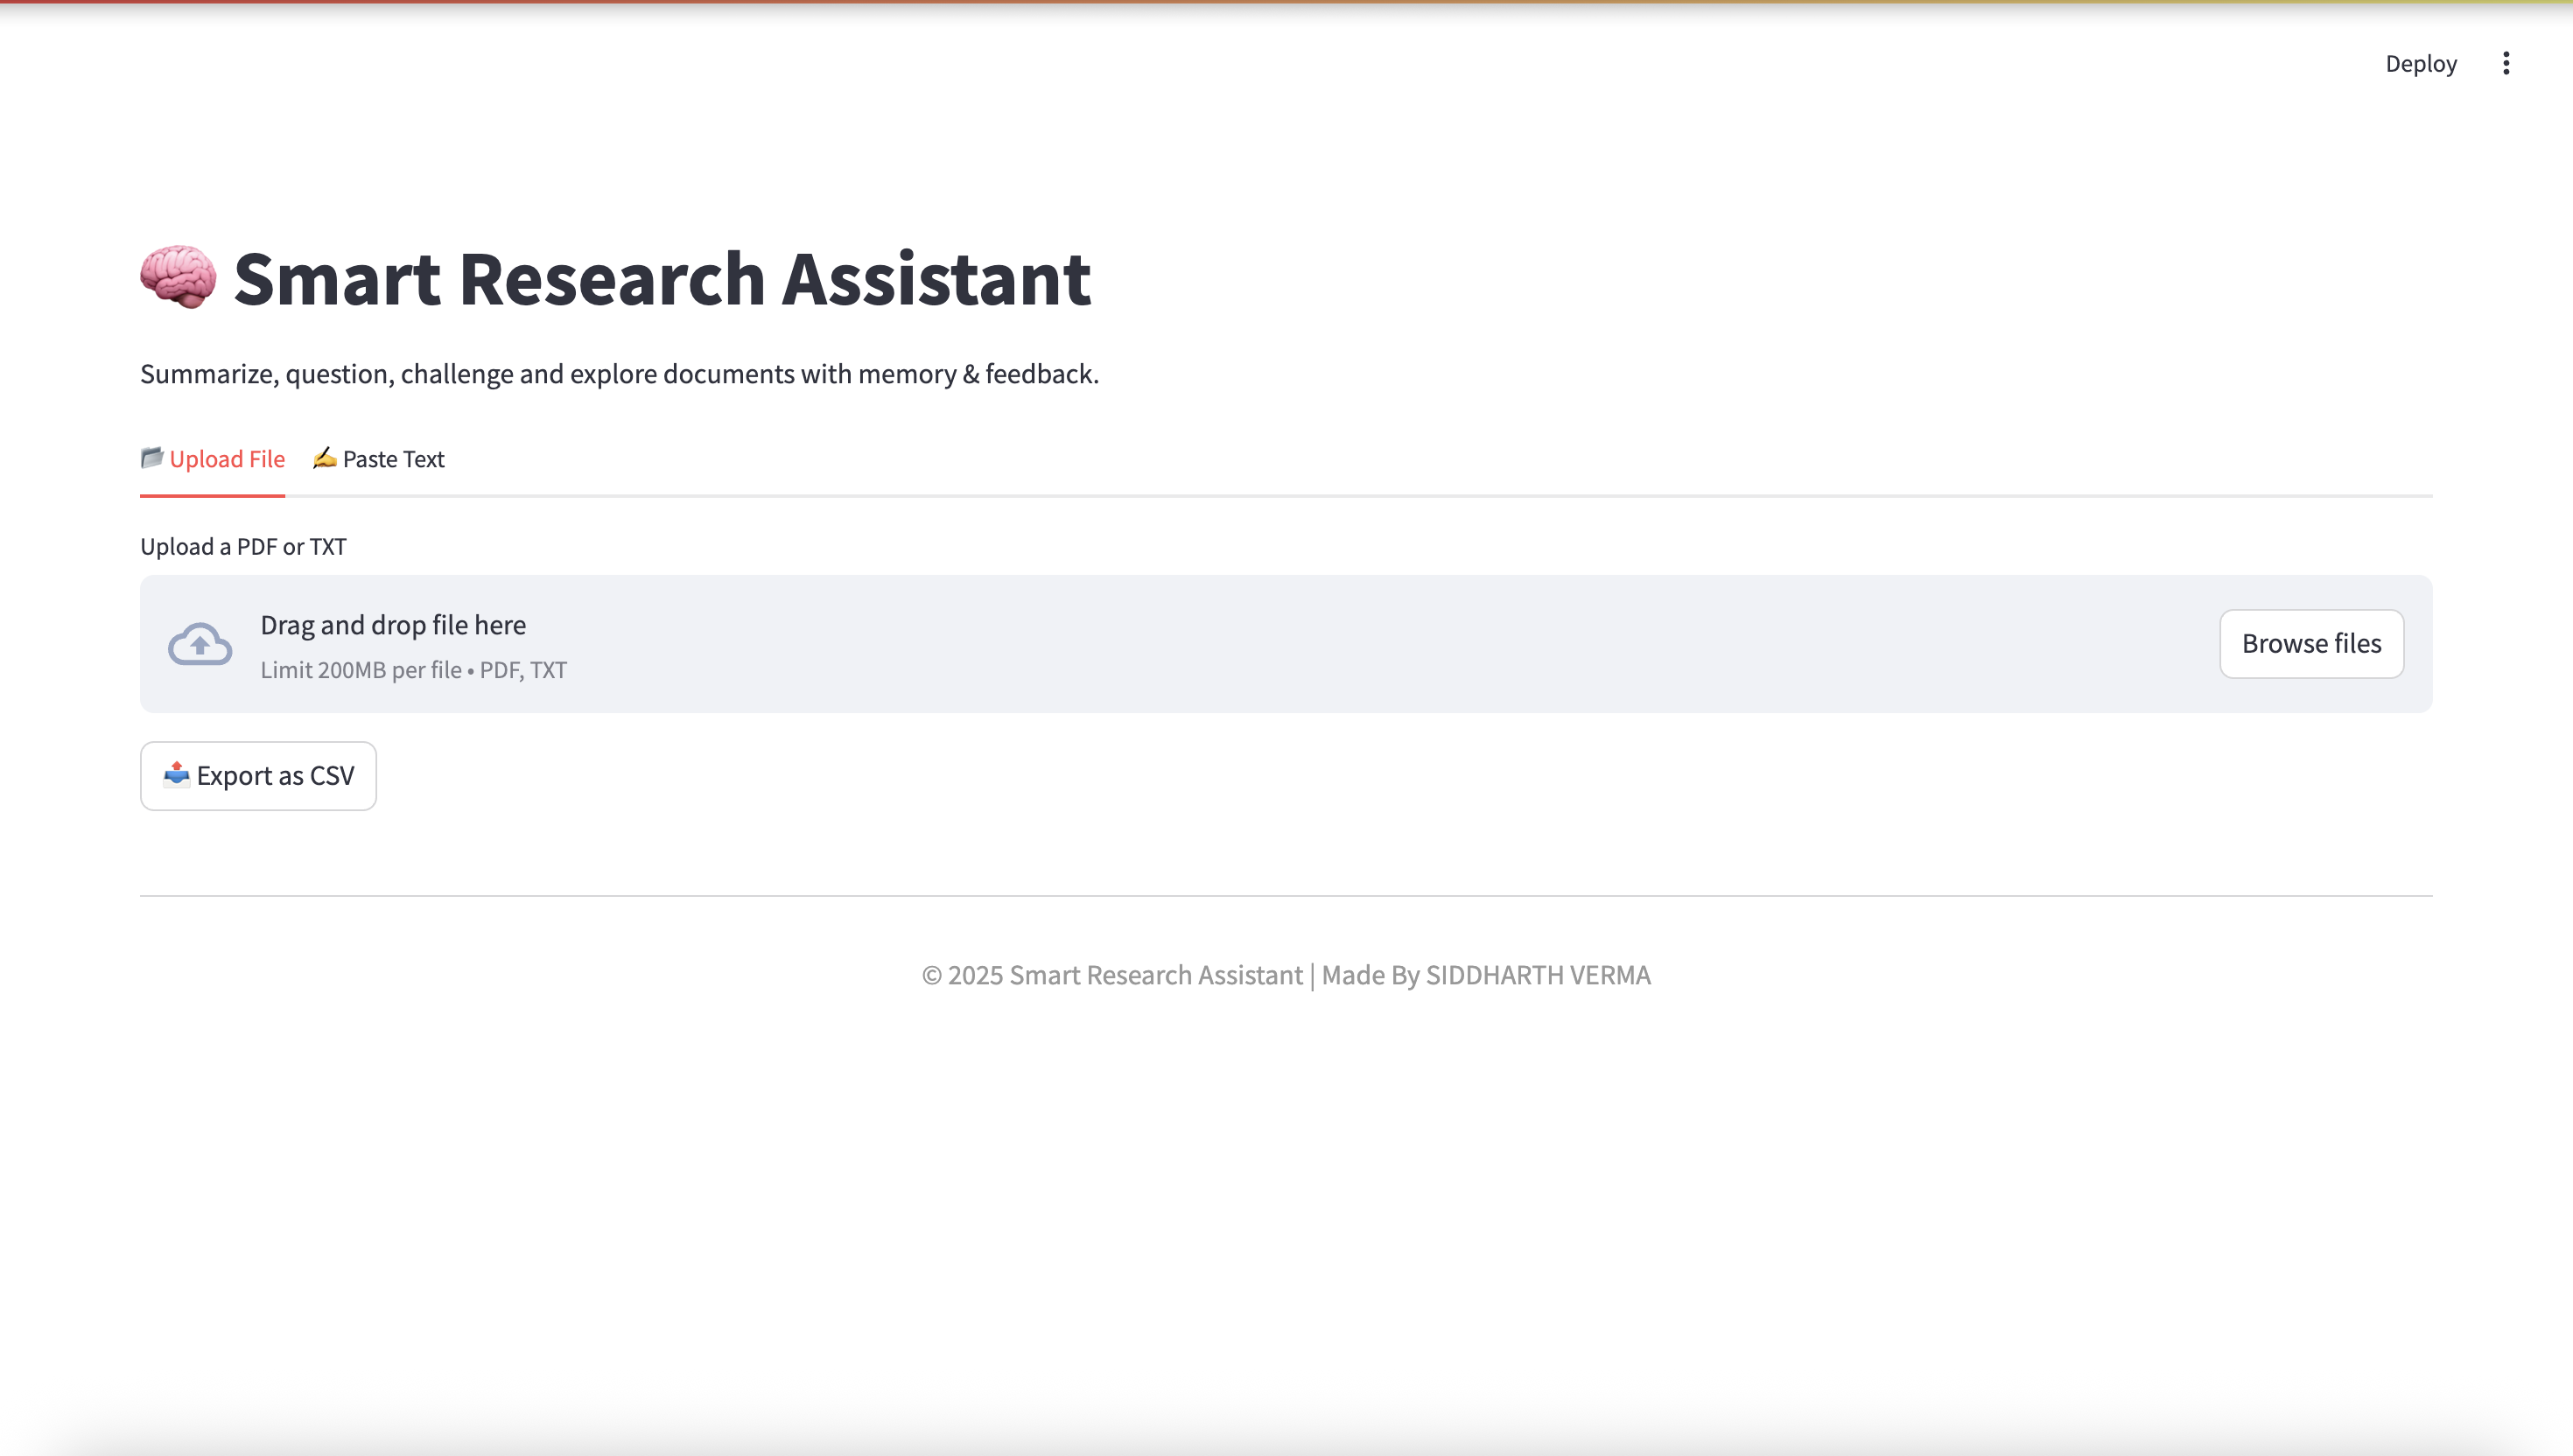 Deploy
Smart Research Assistant
Summarize, question, challenge and explore documents with memory & feedback.
Upload File Paste Text
Upload a PDF or TXT
Drag and drop file here
Limit 200MB per file • PDF, TXT
Browse files
Export as CSV
© 2025 Smart Research Assistant | Made By SIDDHARTH VERMA